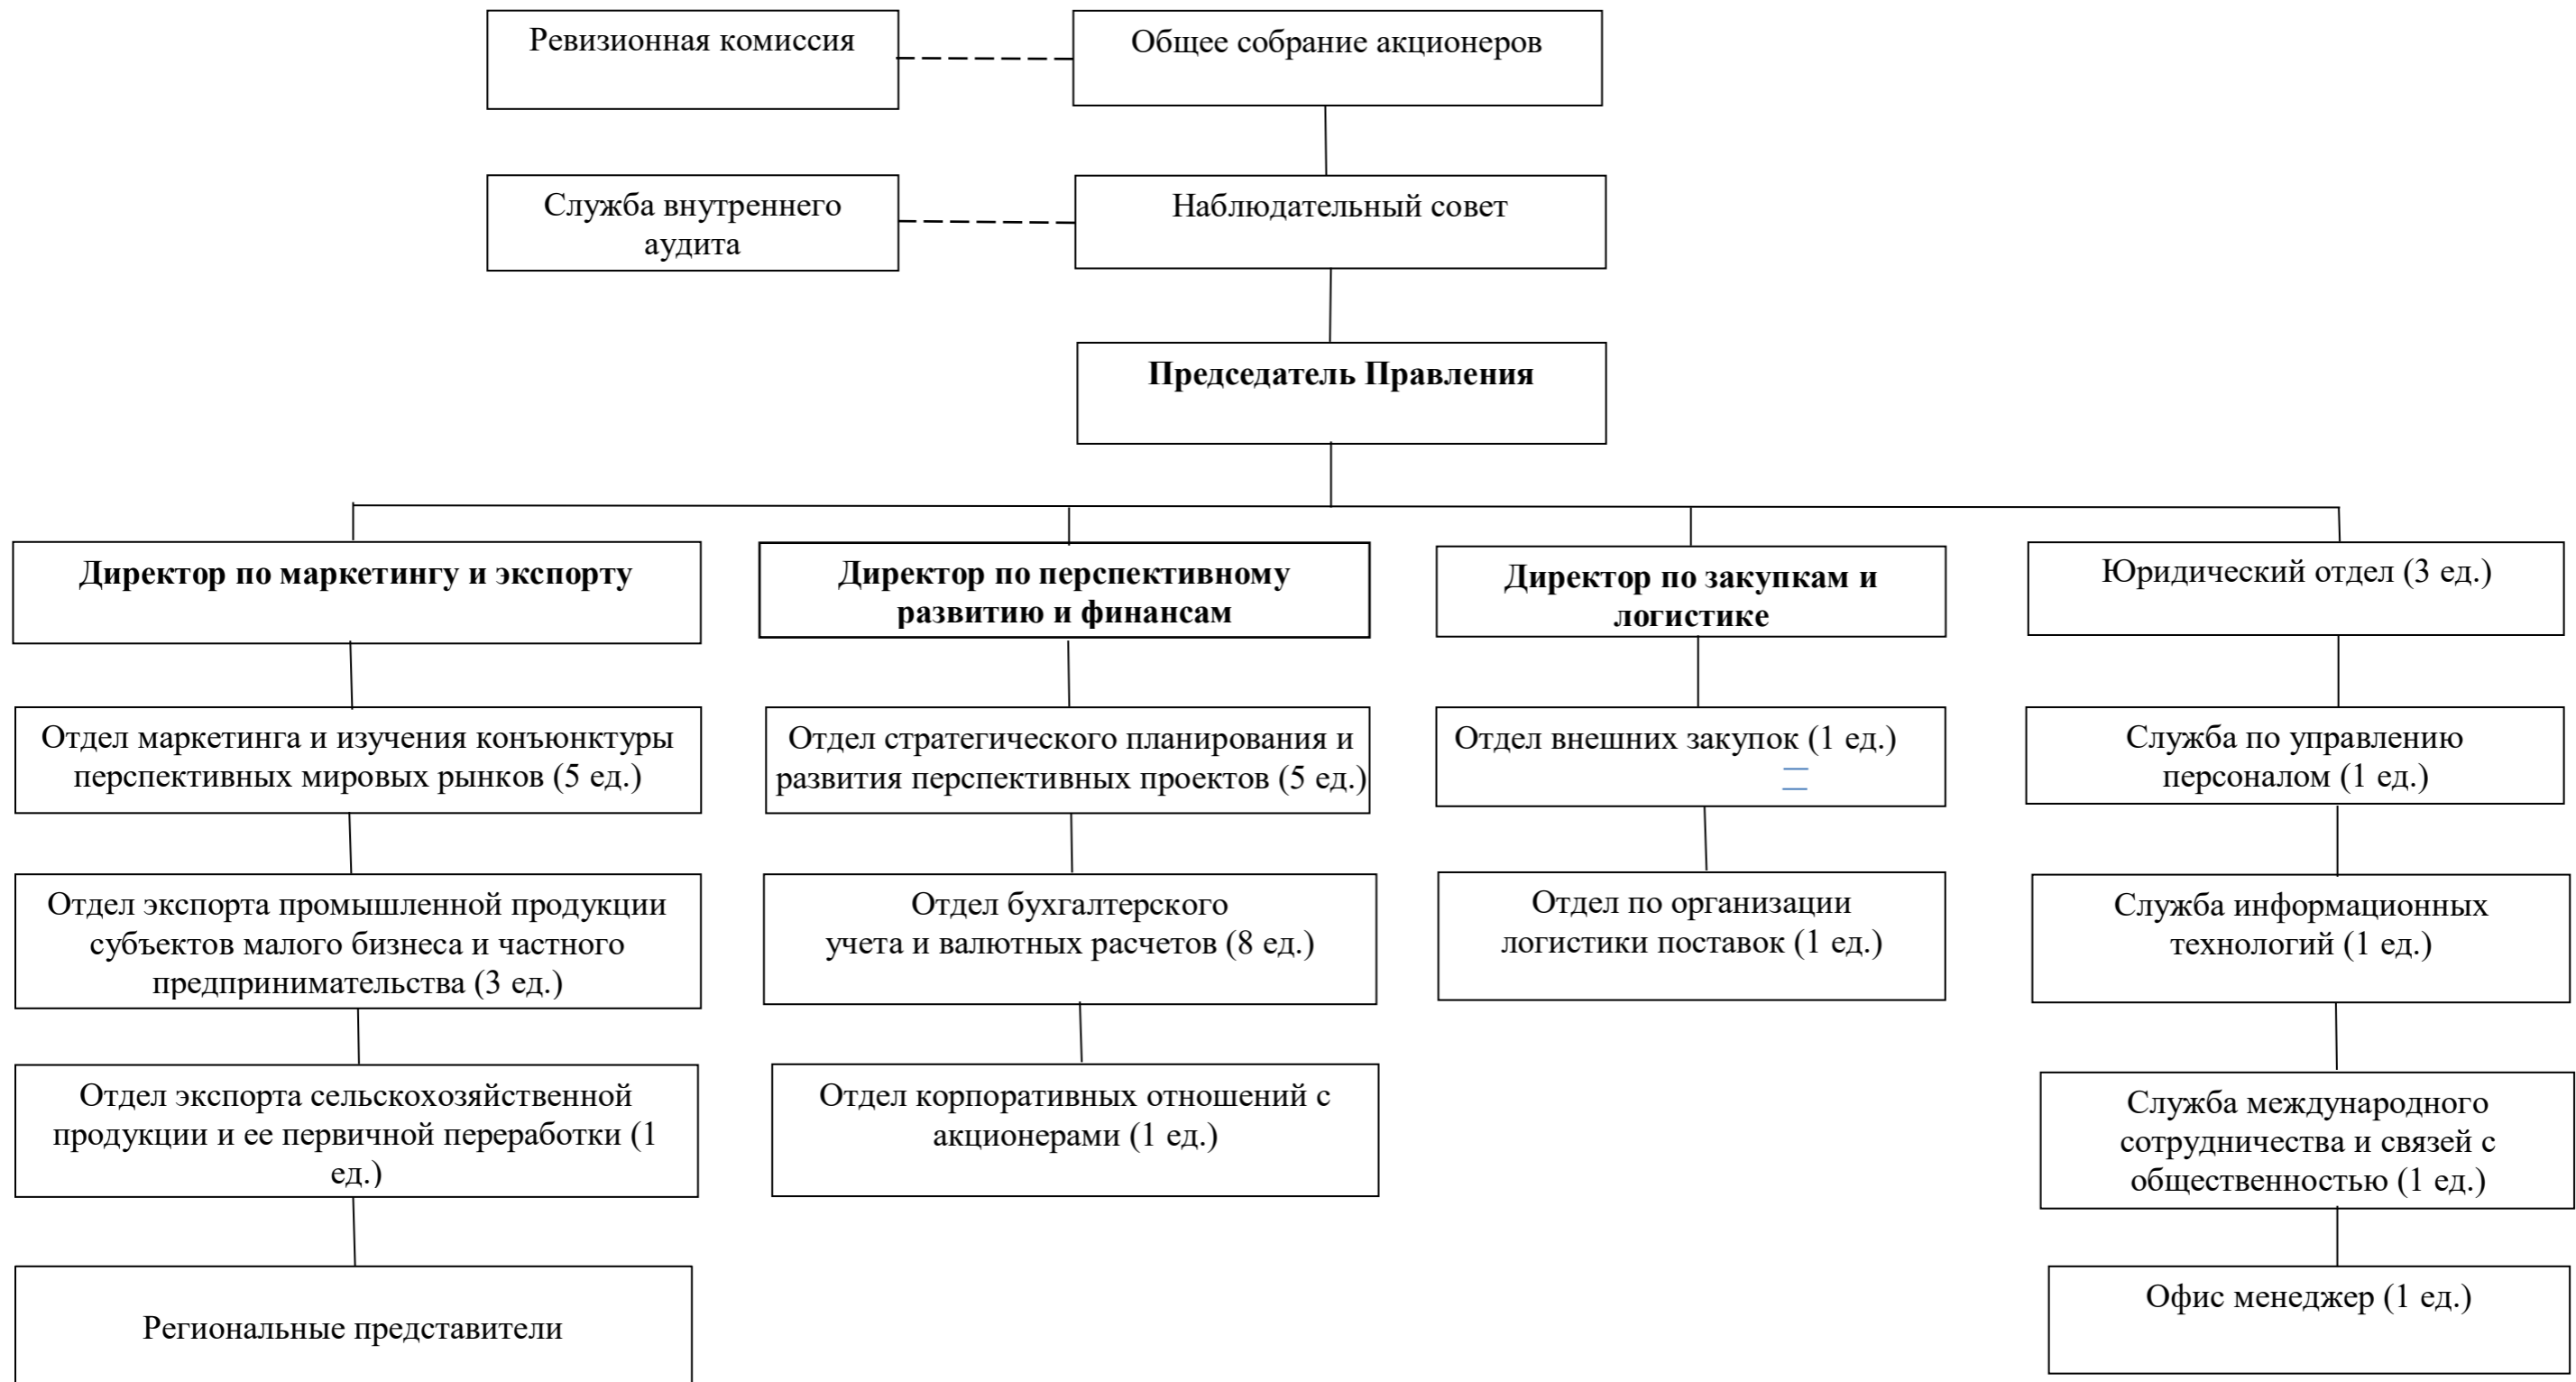 Ревизионная комиссия
Общее собрание акционеров
Служба внутреннего
аудита
Наблюдательный совет
Председатель Правления
Директор по маркетингу и экспорту
Директор по перспективному
развитию и финансам
Директор по закупкам и
логистике
Юридический отдел (3 ед.)
Отдел маркетинга и изучения конъюнктуры
перспективных мировых рынков (5 ед.)
Отдел стратегического планирования и
развития перспективных проектов (5 ед.)
Отдел внешних закупок (1 ед.)
Служба по управлению
персоналом (1 ед.)
Отдел экспорта промышленной продукции
субъектов малого бизнеса и частного
предпринимательства (3 ед.)
Отдел бухгалтерского
учета и валютных расчетов (8 ед.)
Отдел по организации
логистики поставок (1 ед.)
Служба информационных
технологий (1 ед.)
Отдел экспорта сельскохозяйственной
продукции и ее первичной переработки (1
ед.)
Отдел корпоративных отношений с
акционерами (1 ед.)
Служба международного
сотрудничества и связей с
общественностью (1 ед.)
Региональные представители
Офис менеджер (1 ед.)